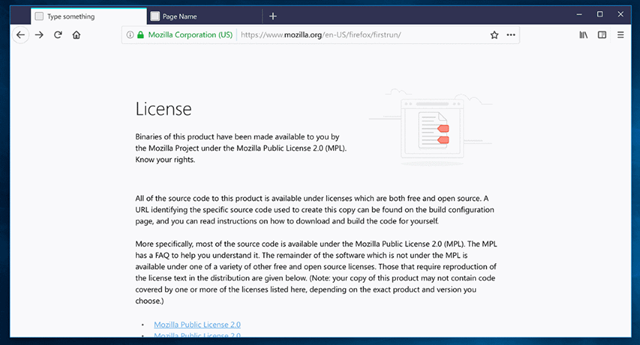 Type something
Page Name
Mozilla Corporation (US)
https://www.mozilla.org/en-US/firefox/firstrun/
License
Binaries of this product have been made available to you by
the Mozilla Project under the Mozilla Public License 2.0 (MPL).
Know your rights.
All of the source code to this product is available under licenses which are both free and open source. A
URL identifying the specific source code used to create this copy can be found on the build configuration
page, and you can read instructions on how to download and build the code for yourself.
More specifically, most of the source code is available under the Mozilla Public License 2.0 (MPL). The MPL
has a FAQ to help you understand it. The remainder of the software which is not under the MPL is
available under one of a variety of other free and open source licenses. Those that require reproduction of
the license text in the distribution are given below. (Note: your copy of this product may not contain code
covered by one or more of the licenses listed here, depending on the exact product and version you
choose.)
• Mozilla Public License 2.0
• Mozilla Public License 2.0